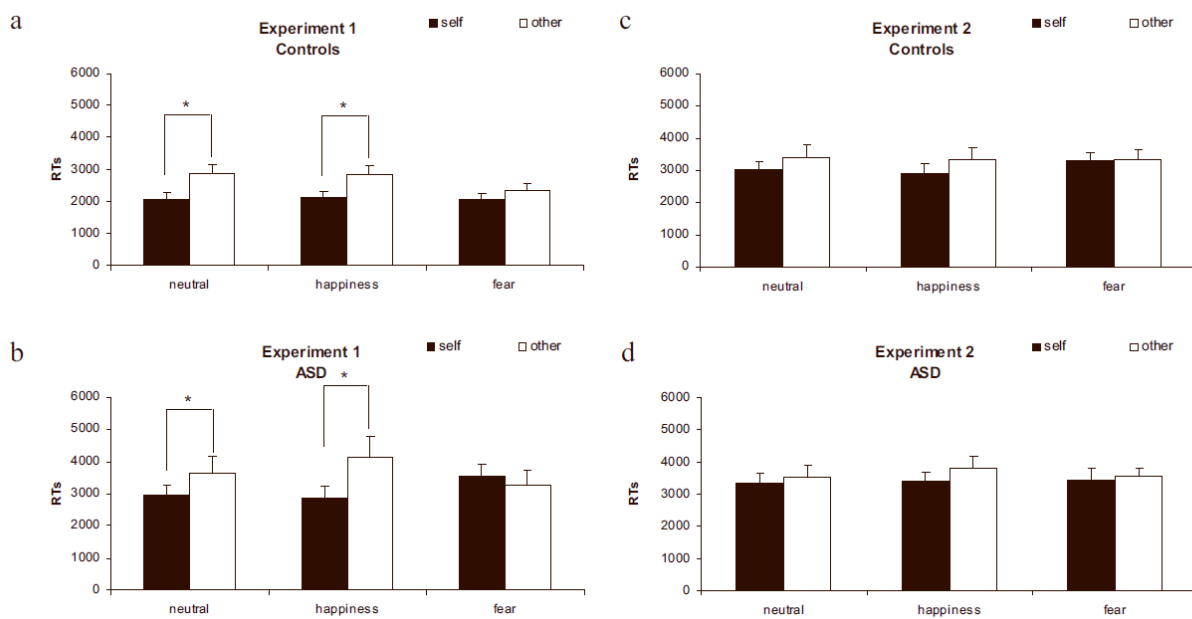 a
Experiment 1
Controls
self other
6000
5000
4000
3000
2000
1000
0
RTs
* *
neutral happiness fear
c
Experiment 2
Controls
self other
6000
5000
4000
3000
2000
1000
0
RTs
neutral happiness fear
b
Experiment 1
ASD
self other
6000
5000
4000
3000
2000
1000
0
RTs
* *
neutral happiness fear
d
Experiment 2
ASD
self other
6000
5000
4000
3000
2000
1000
0
RTs
neutral happiness fear